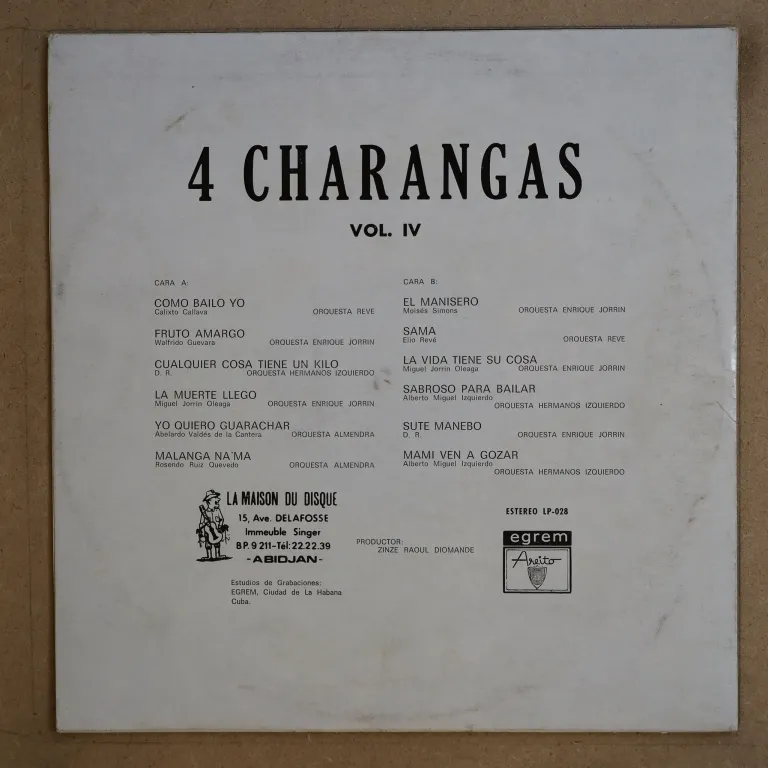 4 CHARANGAS
VOL. IV
CARA A:
COMO BAILO YO
Calixto Callava ORQUESTA REVE
FRUTO AMARGO
Walfrido Guevara ORQUESTA ENRIQUE JORRIN
CUALQUIER COSA TIENE UN KILO
D. R. ORQUESTA HERMANOS IZQUIERDO
LA MUERTE LLEGO
Miguel Jorrin Oleaga ORQUESTA ENRIQUE JORRIN
YO QUIERO GUARACHAR
Abelardo Valdés de la Cantera ORQUESTA ALMENDRA
MALANGA NA'MA
Rosendo Ruiz Quevedo ORQUESTA ALMENDRA
CARA B:
EL MANISERO
Moisés Simons ORQUESTA ENRIQUE JORRIN
SAMA
Elio Revé ORQUESTA REVE
LA VIDA TIENE SU COSA
Miguel Jorrin Oleaga ORQUESTA ENRIQUE JORRIN
SABROSO PARA BAILAR
Alberto Miguel Izquierdo
ORQUESTA HERMANOS IZQUIERDO
SUTE MANEBO
D. R. ORQUESTA ENRIQUE JORRIN
MAMI VEN A GOZAR
Alberto Miguel Izquierdo
ORQUESTA HERMANOS IZQUIERDO
LA MAISON DU DISQUE
15, Ave. DELAFOSSE
Immeuble Singer
B P. 9 211-Tél: 22.22.39
- ABIDJAN -
Estudios de Grabaciones:
EGREM, Ciudad de La Habana
Cuba.
PRODUCTOR:
ZINZE RAOUL DIOMANDE
ESTEREO LP-028
egrem
Areito